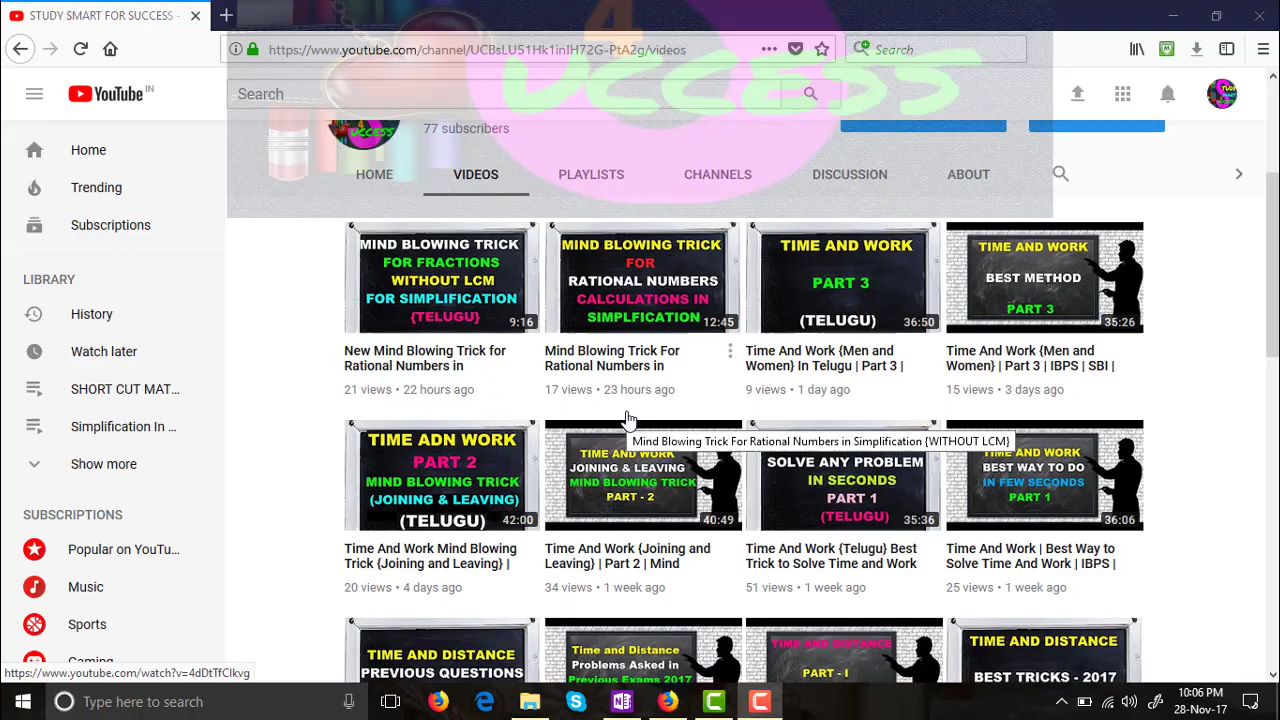 STUDY SMART FOR SUCCESS -
https://www.youtube.com/channel/UCBsLU51Hk1inIH72G-PtA2g/videos
Search
YouTube IN
Search
4
UCCESS
77 subscribers
HOME
VIDEOS
PLAYLISTS
CHANNELS
DISCUSSION
ABOUT
Home
Trending
Subscriptions
LIBRARY
History
Watch later
SHORT CUT MAT...
Simplification In ...
Show more
SUBSCRIPTIONS
Popular on YouTu...
Music
Sports
Gaming
MIND BLOWING TRICK
FOR FRACTIONS
WITHOUT LCM
FOR SIMPLIFICATION
{TELUGU}
9:16
New Mind Blowing Trick for
Rational Numbers in
21 views • 22 hours ago
MIND BLOWING TRICK
FOR
RATIONAL NUMBERS
CALCULATIONS IN
SIMPLFICATION
12:45
Mind Blowing Trick For
Rational Numbers in
17 views • 23 hours ago
TIME AND WORK
PART 3
(TELUGU)
36:50
Time And Work {Men and
Women} In Telugu | Part 3 |
9 views • 1 day ago
TIME AND WORK
BEST METHOD
PART 3
35:26
Time And Work {Men and
Women} | Part 3 | IBPS | SBI |
15 views • 3 days ago
Mind Blowing Trick For Rational Numbers in Simplification {WITHOUT LCM}
TIME ADN WORK
PART 2
MIND BLOWING TRICK
(JOINING & LEAVING)
(TELUGU)
42:00
Time And Work Mind Blowing
Trick {Joining and Leaving} |
20 views • 4 days ago
TIME AND WORK
JOINING & LEAVING
MIND BLOWING TRICK
PART - 2
40:49
Time And Work {Joining and
Leaving} | Part 2 | Mind
34 views • 1 week ago
SOLVE ANY PROBLEM
IN SECONDS
PART 1
(TELUGU)
35:36
Time And Work {Telugu} Best
Trick to Solve Time and Work
51 views • 1 week ago
TIME AND WORK
BEST WAY TO DO
IN FEW SECONDS
PART 1
36:06
Time And Work | Best Way to
Solve Time And Work | IBPS |
25 views • 1 week ago
TIME AND DISTANCE
PREVIOUS QUESTIONS
Time and Distance
Problems Asked in
Previous Exams 2017
TIME AND DISTANCE
PART - I
TIME AND DISTANCE
BEST TRICKS - 2017
https://www.youtube.com/watch?v=4dDtTfCIkvg
Type here to search
10:06 PM
28-Nov-17